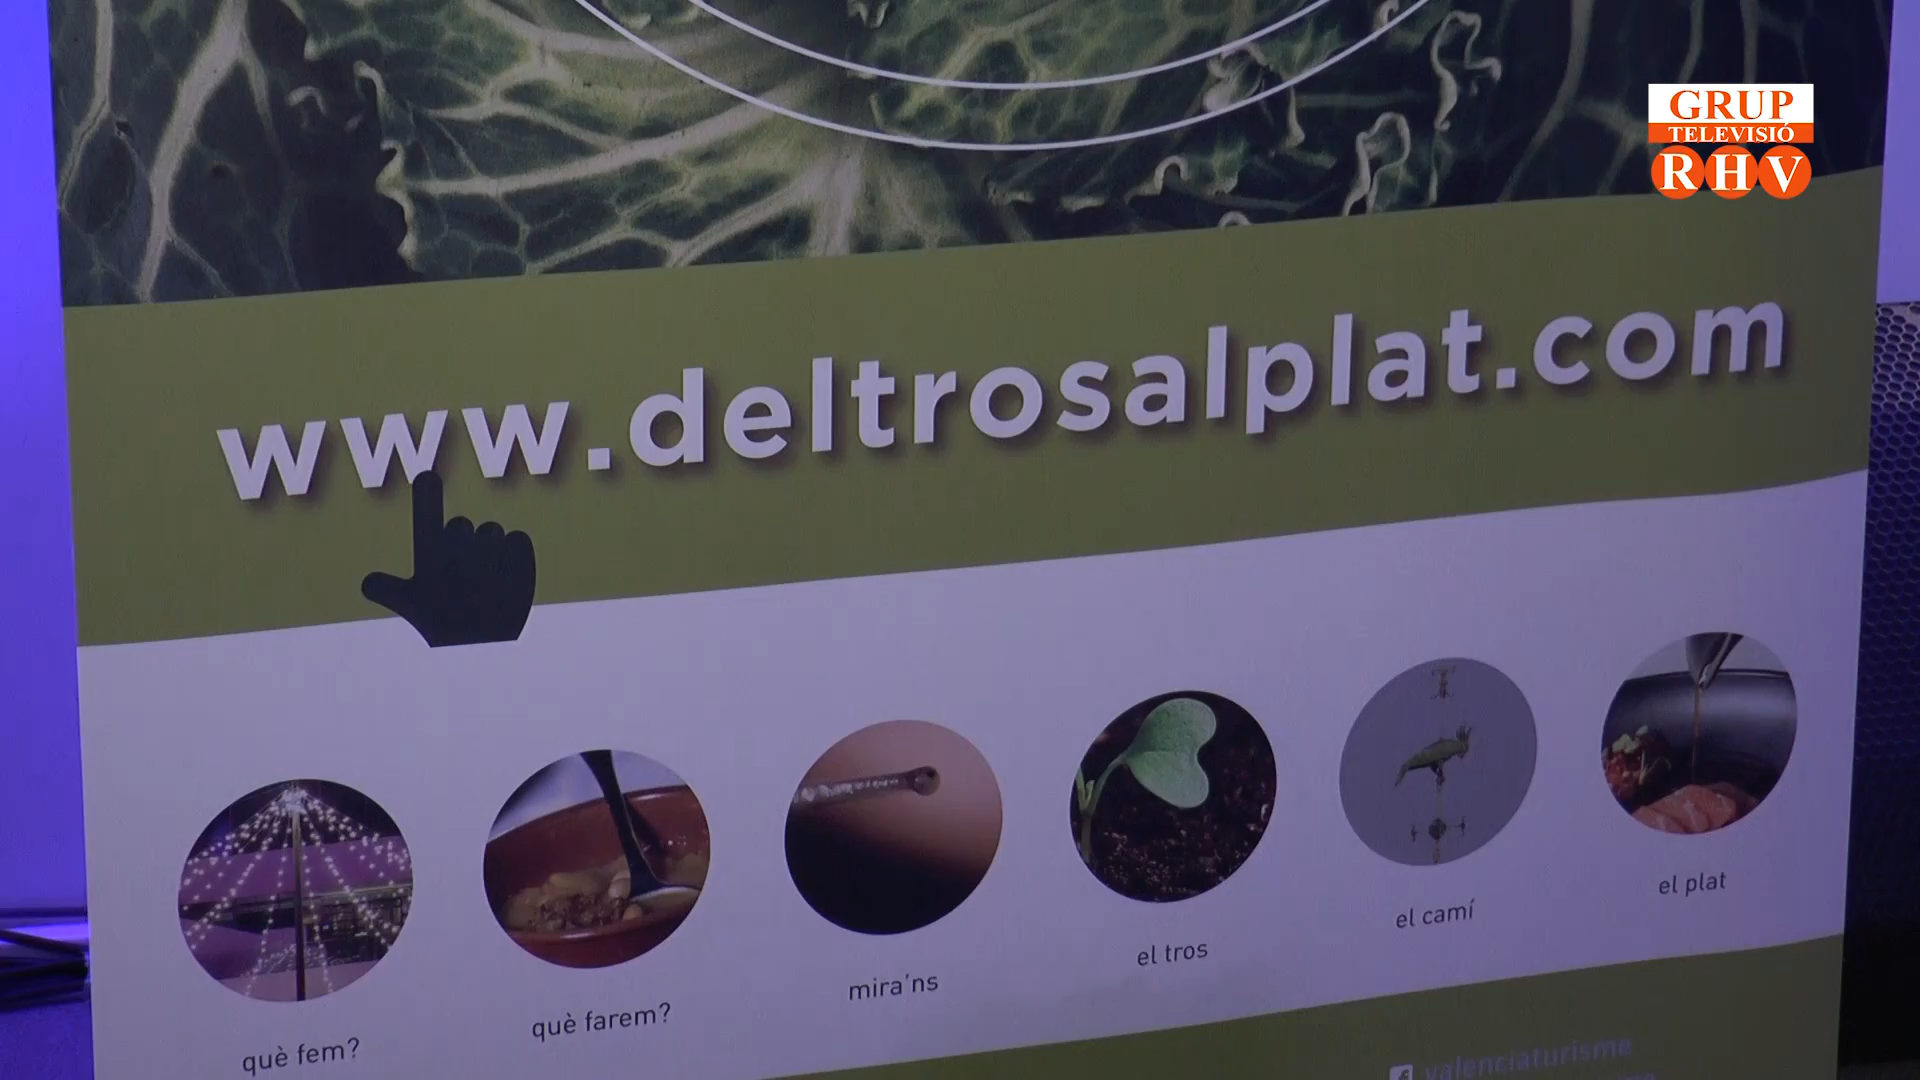 GRUP
TELEVISIÓ
RHV
www.deltrosalplat.com
què fem?
què farem?
mira'ns
el tros
el camí
el plat
valenciaturisme